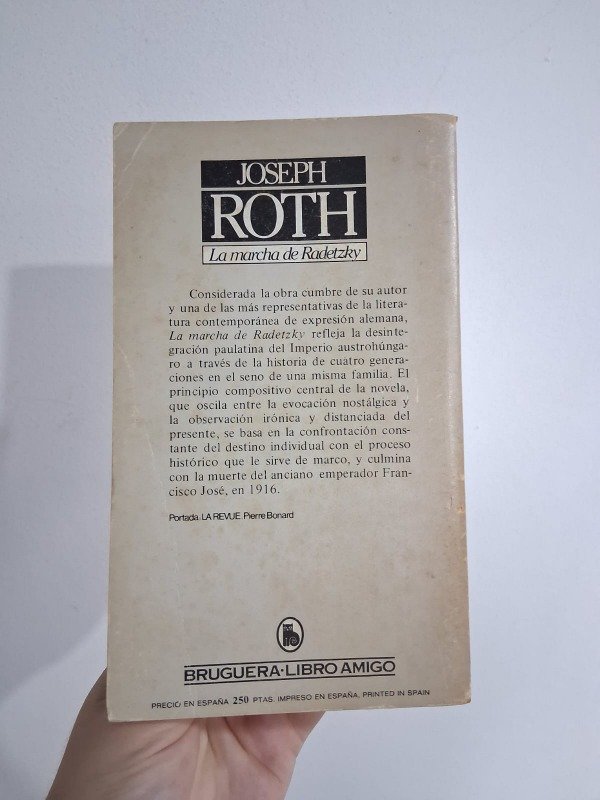 JOSEPH
ROTH
La marcha de Radetzky
Considerada la obra cumbre de su autor
y una de las más representativas de la litera-
tura contemporánea de expresión alemana,
La marcha de Radetzky refleja la desinte-
gración paulatina del Imperio austrohúnga-
ro a través de la historia de cuatro genera-
ciones en el seno de una misma familia. El
principio compositivo central de la novela,
que oscila entre la evocación nostálgica y
la observación irónica y distanciada del
presente, se basa en la confrontación cons-
tante del destino individual con el proceso
histórico que le sirve de marco, y culmina
con la muerte del anciano emperador Fran-
cisco José, en 1916.
Portada: LA REVUE. Pierre Bonard
BRUGUERA·LIBRO AMIGO
PRECIO EN ESPAÑA 250 PTAS. IMPRESO EN ESPAÑA. PRINTED IN SPAIN